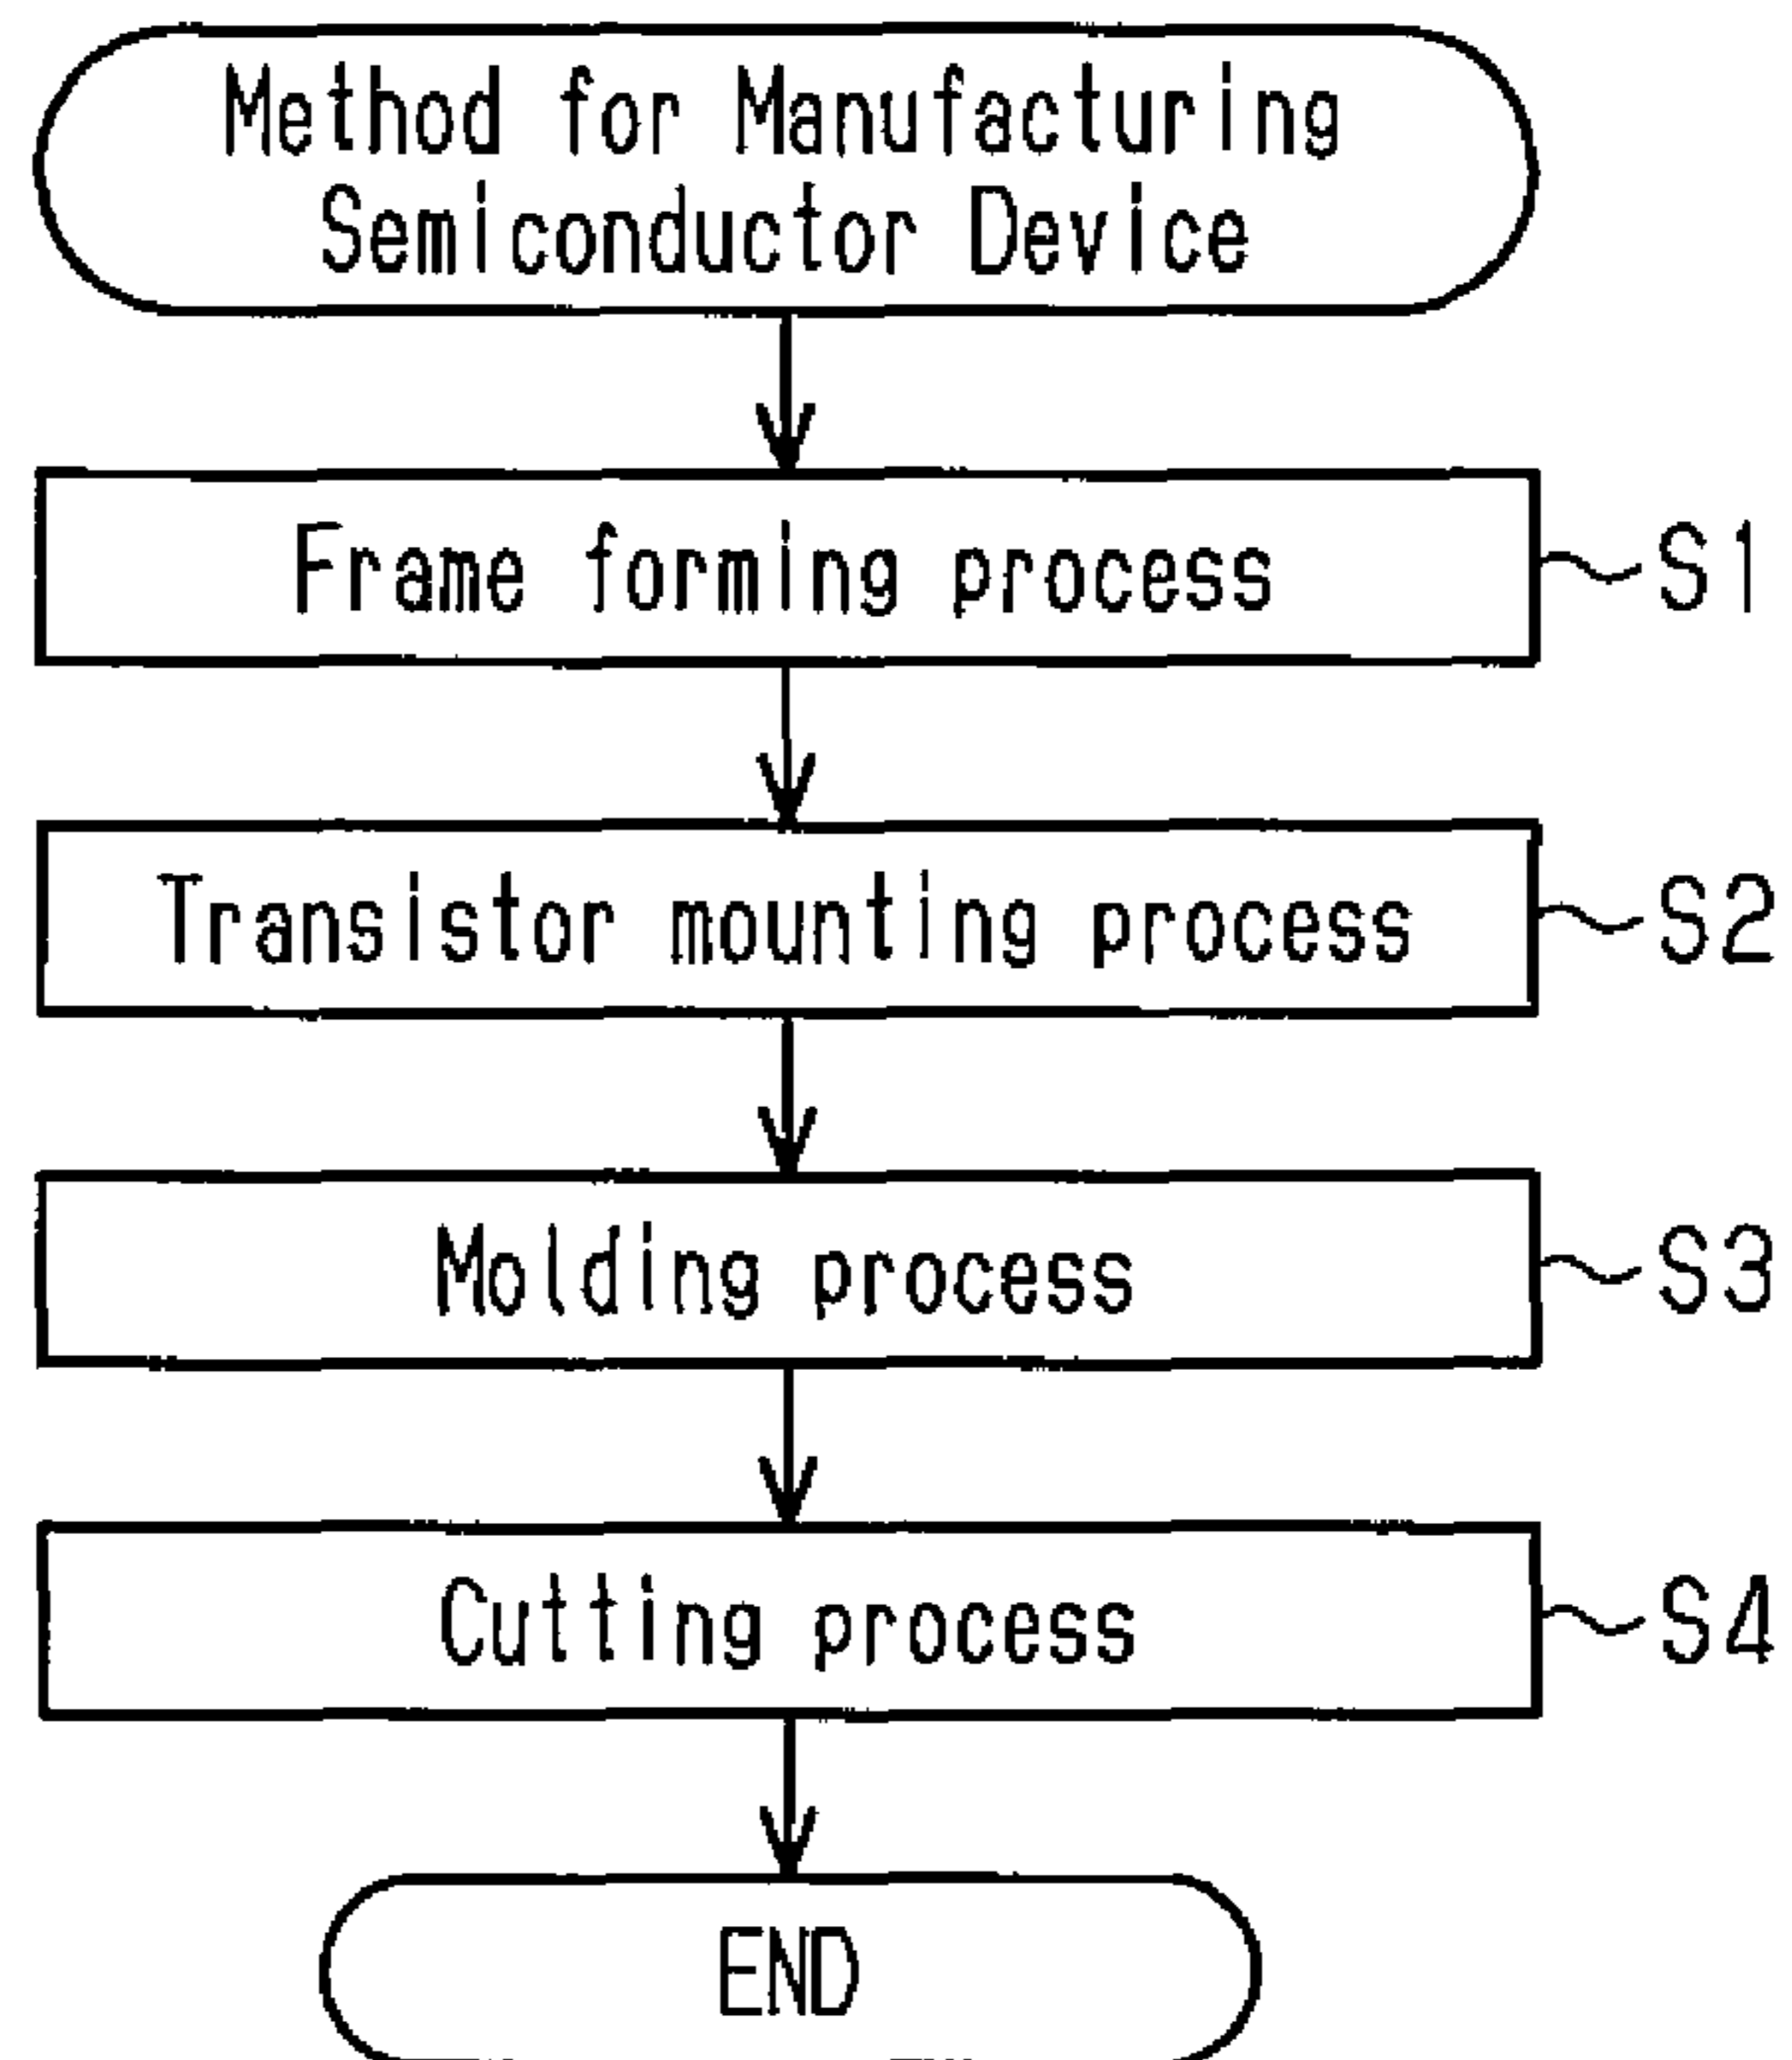 Method for Manufacturing
Semiconductor Device
Frame forming process
S1
Transistor mounting process
S2
Molding process
S3
Cutting process
S4
END